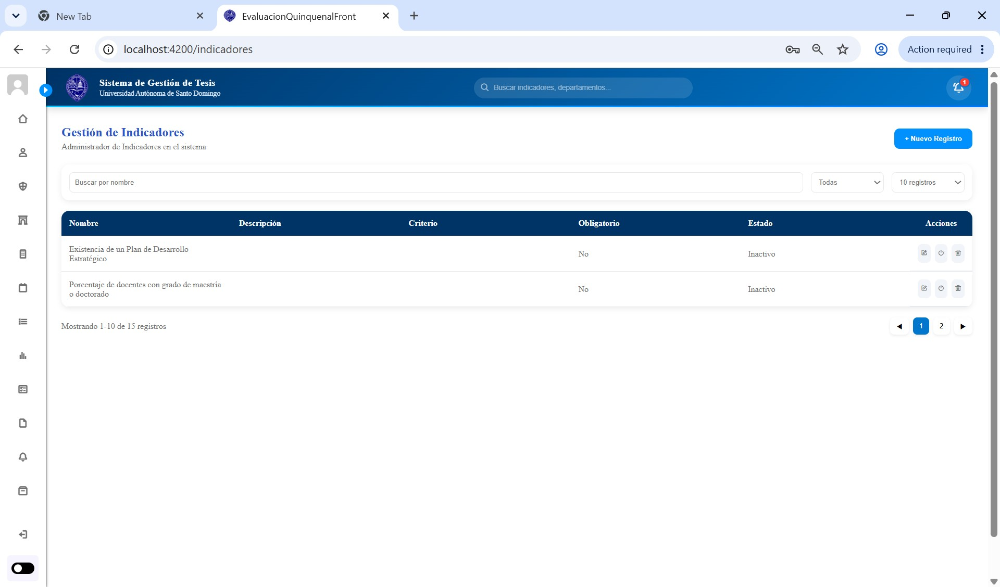 New Tab
EvaluacionQuinquenalFront
localhost:4200/indicadores
Action required
Sistema de Gestión de Tesis
Universidad Autónoma de Santo Domingo
Buscar indicadores, departamentos...
1
Gestión de Indicadores
Administrador de Indicadores en el sistema
+ Nuevo Registro
Buscar por nombre
Todas
10 registros
Nombre Descripción Criterio Obligatorio Estado Acciones
Existencia de un Plan de Desarrollo
Estratégico
No
Inactivo
Porcentaje de docentes con grado de maestría
o doctorado
No
Inactivo
Mostrando 1-10 de 15 registros
1 2